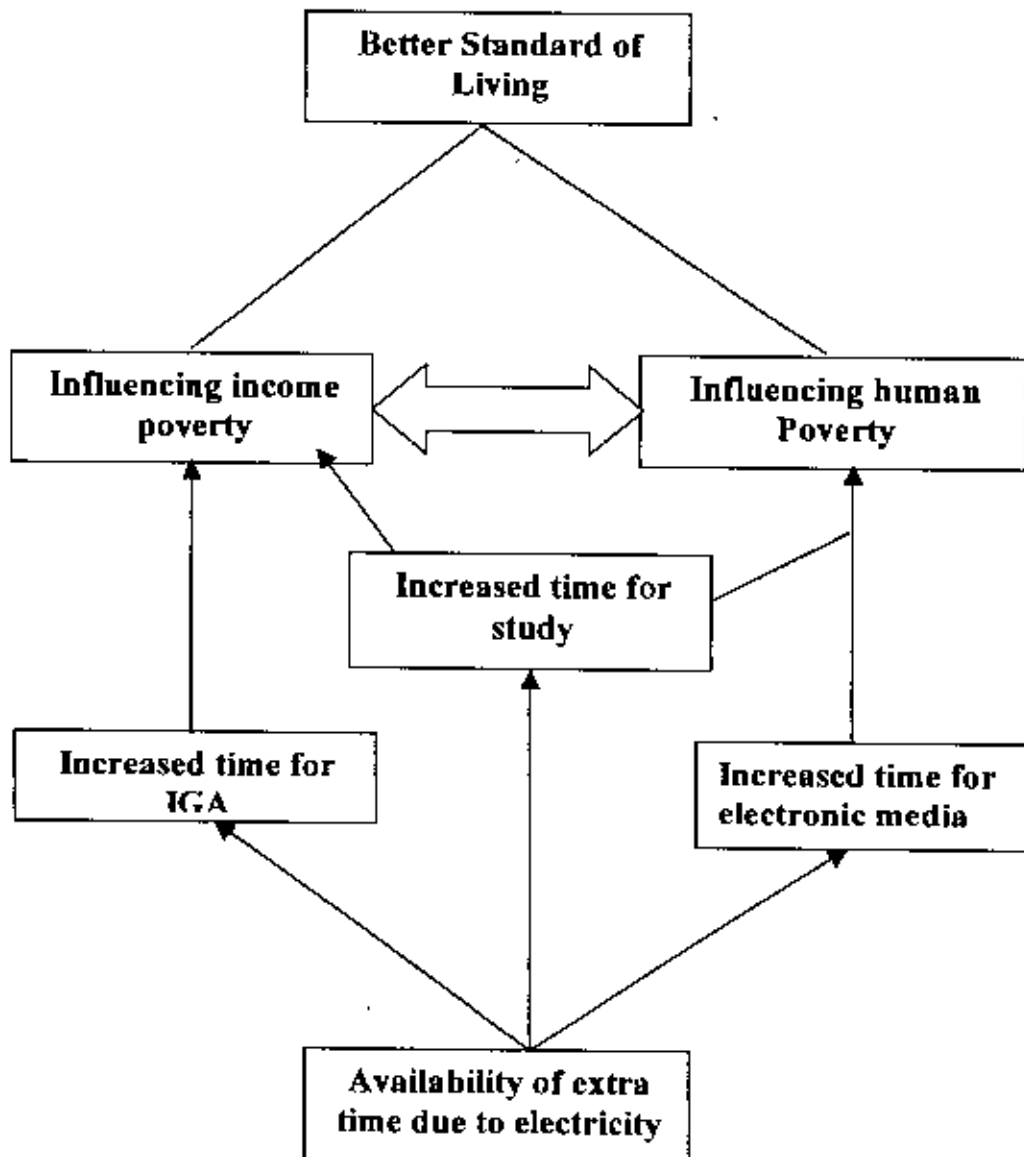 Better Standard of
Living
Influencing income
poverty
Influencing human
Poverty
Increased time for
study
Increased time for
IGA
Increased time for
electronic media
Availability of extra
time due to electricity